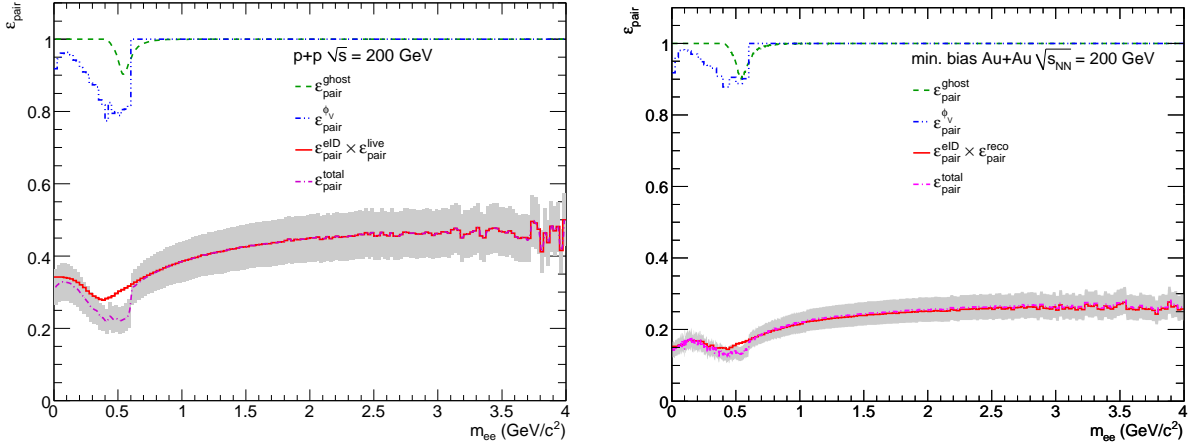 ε_pair
p+p √s = 200 GeV
ε_pair^ghost
ε_pair^φ_V
ε_pair^eID × ε_pair^live
ε_pair^total
1
0.8
0.6
0.4
0.2
0
0 0.5 1 1.5 2 2.5 3 3.5 4
m_ee (GeV/c²)
ε_pair
min. bias Au+Au √s_NN = 200 GeV
ε_pair^ghost
ε_pair^φ_V
ε_pair^eID × ε_pair^reco
ε_pair^total
1
0.8
0.6
0.4
0.2
0
0 0.5 1 1.5 2 2.5 3 3.5 4
m_ee (GeV/c²)